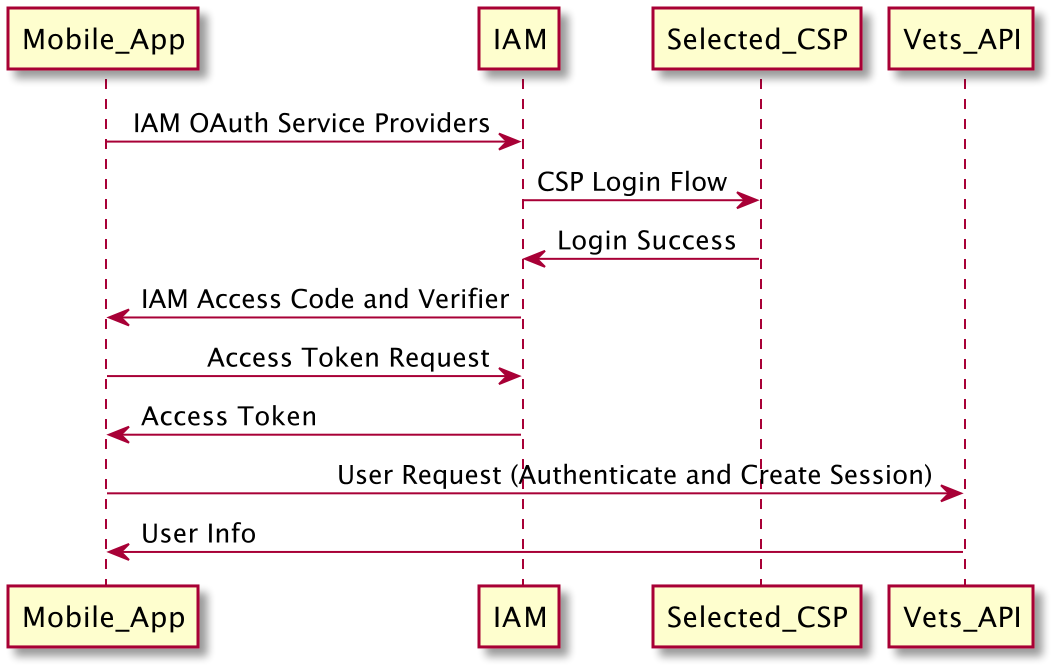 Mobile_App
IAM
Selected_CSP
Vets_API
IAM OAuth Service Providers
CSP Login Flow
Login Success
IAM Access Code and Verifier
Access Token Request
Access Token
User Request (Authenticate and Create Session)
User Info
Mobile_App
IAM
Selected_CSP
Vets_API